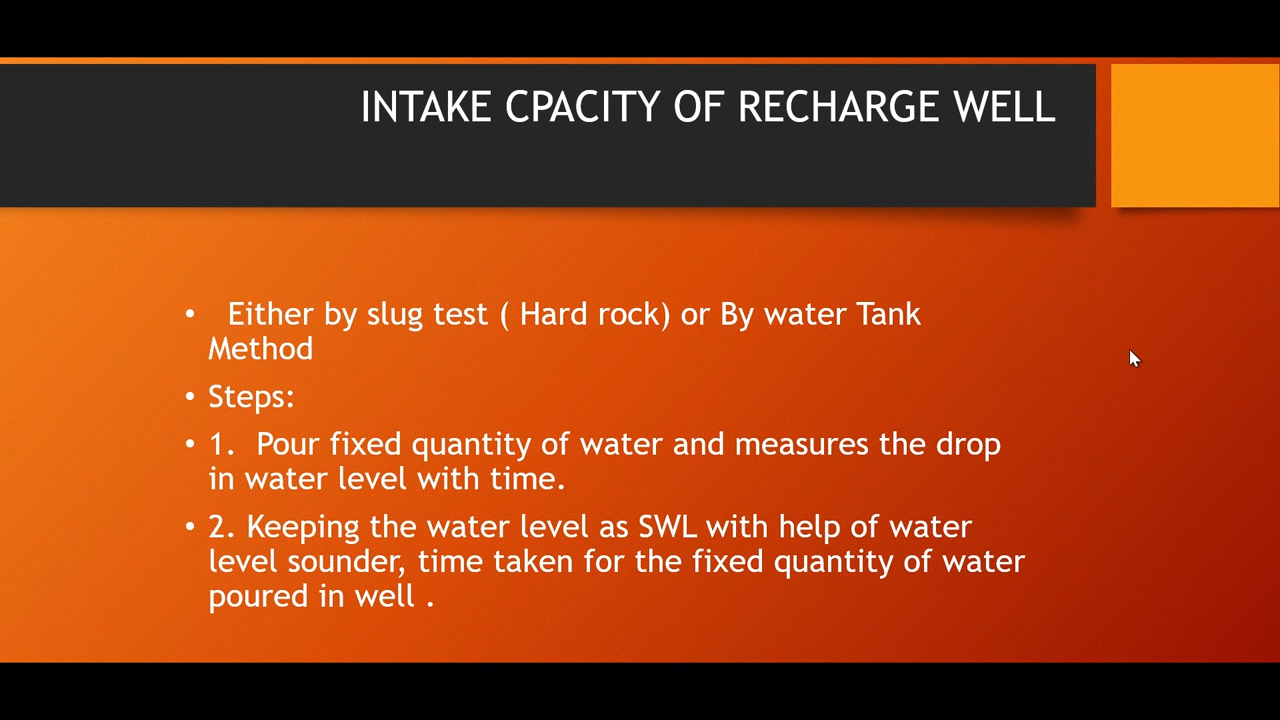 INTAKE CPACITY OF RECHARGE WELL
• Either by slug test ( Hard rock) or By water Tank
Method
• Steps:
• 1. Pour fixed quantity of water and measures the drop
in water level with time.
• 2. Keeping the water level as SWL with help of water
level sounder, time taken for the fixed quantity of water
poured in well .